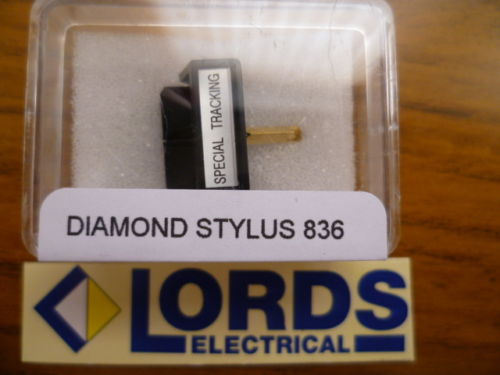 SPECIAL TRACKING
DIAMOND STYLUS 836
LORDS
ELECTRICAL